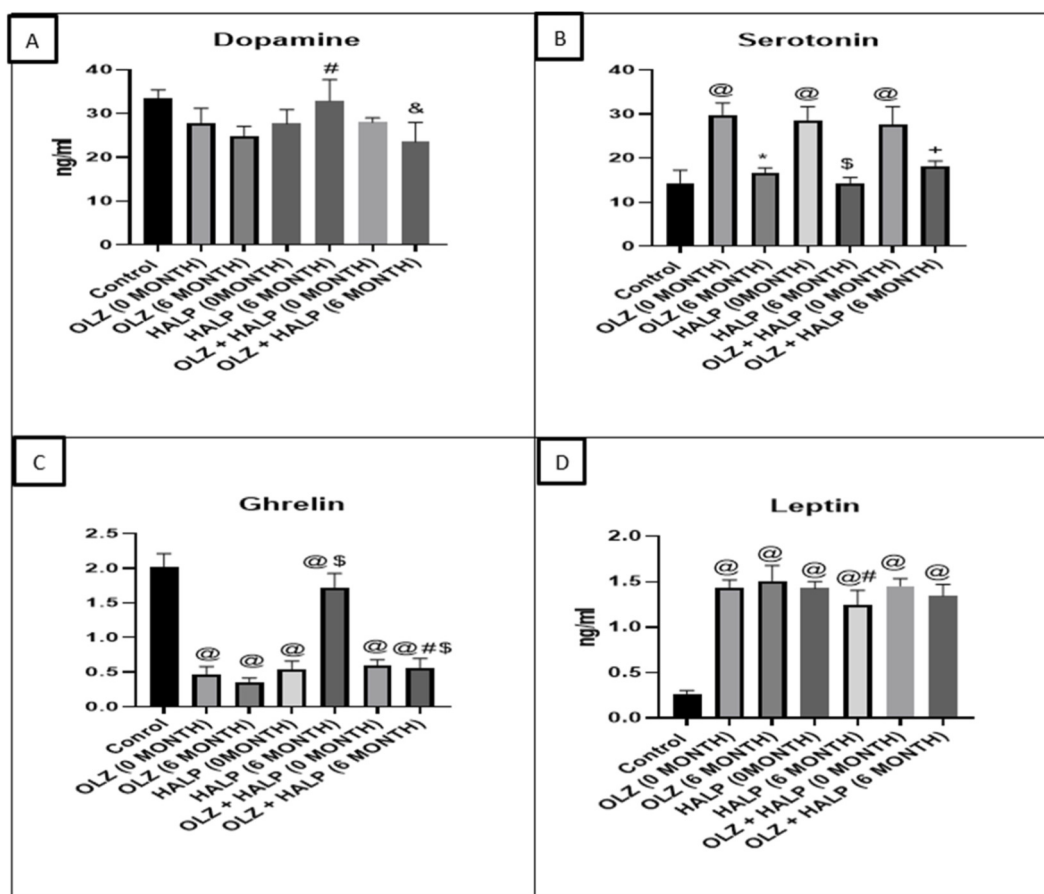 A
Dopamine
40
30
20
10
0
ng/ml
#
&
Control
OLZ (0 MONTH)
OLZ (6 MONTH)
HALP (0MONTH)
HALP (6 MONTH)
OLZ + HALP (0 MONTH)
OLZ + HALP (6 MONTH)
B
Serotonin
40
30
20
10
0
ng/ml
@
*
@
$
@
+
Control
OLZ (0 MONTH)
OLZ (6 MONTH)
HALP (0MONTH)
HALP (6 MONTH)
OLZ + HALP (0 MONTH)
OLZ + HALP (6 MONTH)
C
Ghrelin
2.5
2.0
1.5
1.0
0.5
0.0
@
@
@
@ $
@
@ #$
Conrol
OLZ (0 MONTH)
OLZ (6 MONTH)
HALP (0MONTH)
HALP (6 MONTH)
OLZ + HALP (0 MONTH)
OLZ + HALP (6 MONTH)
D
Leptin
2.0
1.5
1.0
0.5
0.0
ng/ml
@
@
@
@#
@
@
Control
OLZ (0 MONTH)
OLZ (6 MONTH)
HALP (0MONTH)
HALP (6 MONTH)
OLZ + HALP (0 MONTH)
OLZ + HALP (6 MONTH)